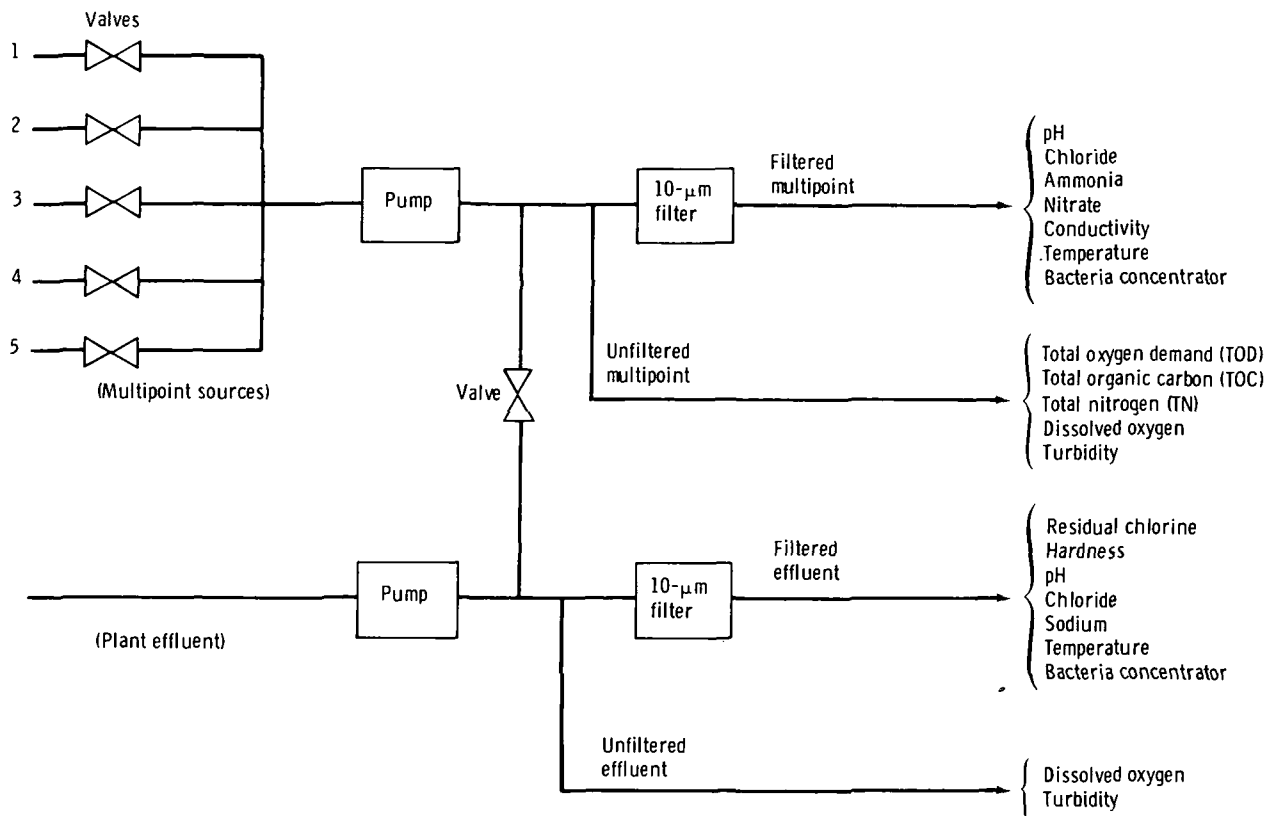 Valves
1
2
3
4
5
(Multipoint sources)
Pump
10-μm
filter
Filtered
multipoint
pH
Chloride
Ammonia
Nitrate
Conductivity
Temperature
Bacteria concentrator
Unfiltered
multipoint
Total oxygen demand (TOD)
Total organic carbon (TOC)
Total nitrogen (TN)
Dissolved oxygen
Turbidity
Valve
(Plant effluent)
Pump
10-μm
filter
Filtered
effluent
Residual chlorine
Hardness
pH
Chloride
Sodium
Temperature
Bacteria concentrator
Unfiltered
effluent
Dissolved oxygen
Turbidity